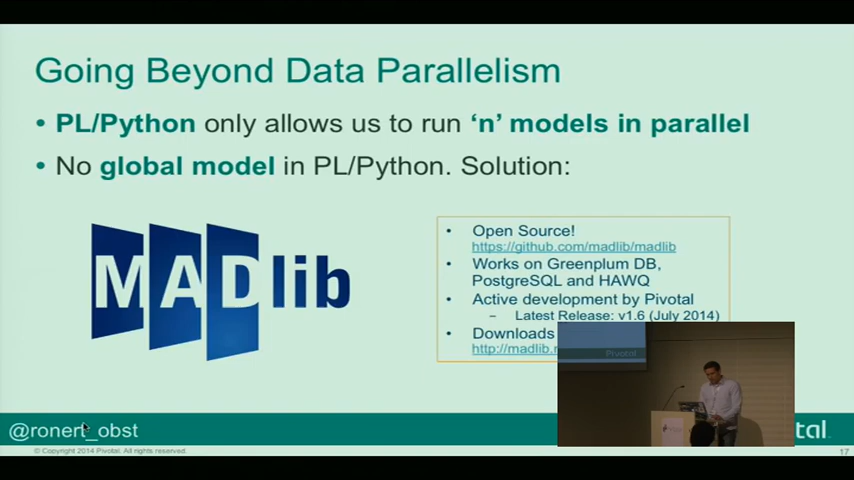 Going Beyond Data Parallelism
• PL/Python only allows us to run ‘n’ models in parallel
• No global model in PL/Python. Solution:
MADlib
• Open Source!
https://github.com/madlib/madlib
• Works on Greenplum DB,
PostgreSQL and HAWQ
• Active development by Pivotal
– Latest Release: v1.6 (July 2014)
• Downloads
http://madlib.
Pivotal
@ronert_obst
tal
© Copyright 2014 Pivotal. All rights reserved.
17